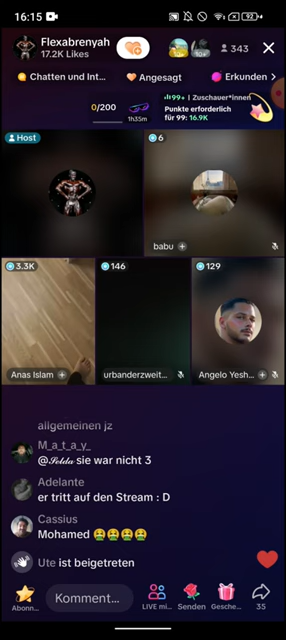 16:15
92
Flexabrenyah
17.2K Likes
343
Chatten und Int...
Angesagt
Erkunden
0/200
1h35m
99+ | Zuschauer*innen
Punkte erforderlich
für 99: 16.9K
Host
6
babu
3.3K
146
129
Anas Islam
urbanderzweit...
Angelo Yesh...
allgemeinen jz
M_a_t_a_y_
@𝒮𝑒𝓁𝒹𝒶 sie war nicht 3
Adelante
er tritt auf den Stream : D
Cassius
Mohamed 🤮🤮🤮🤮
Ute ist beigetreten
Abonn...
Komment...
LIVE mi...
Senden
Gesche...
35